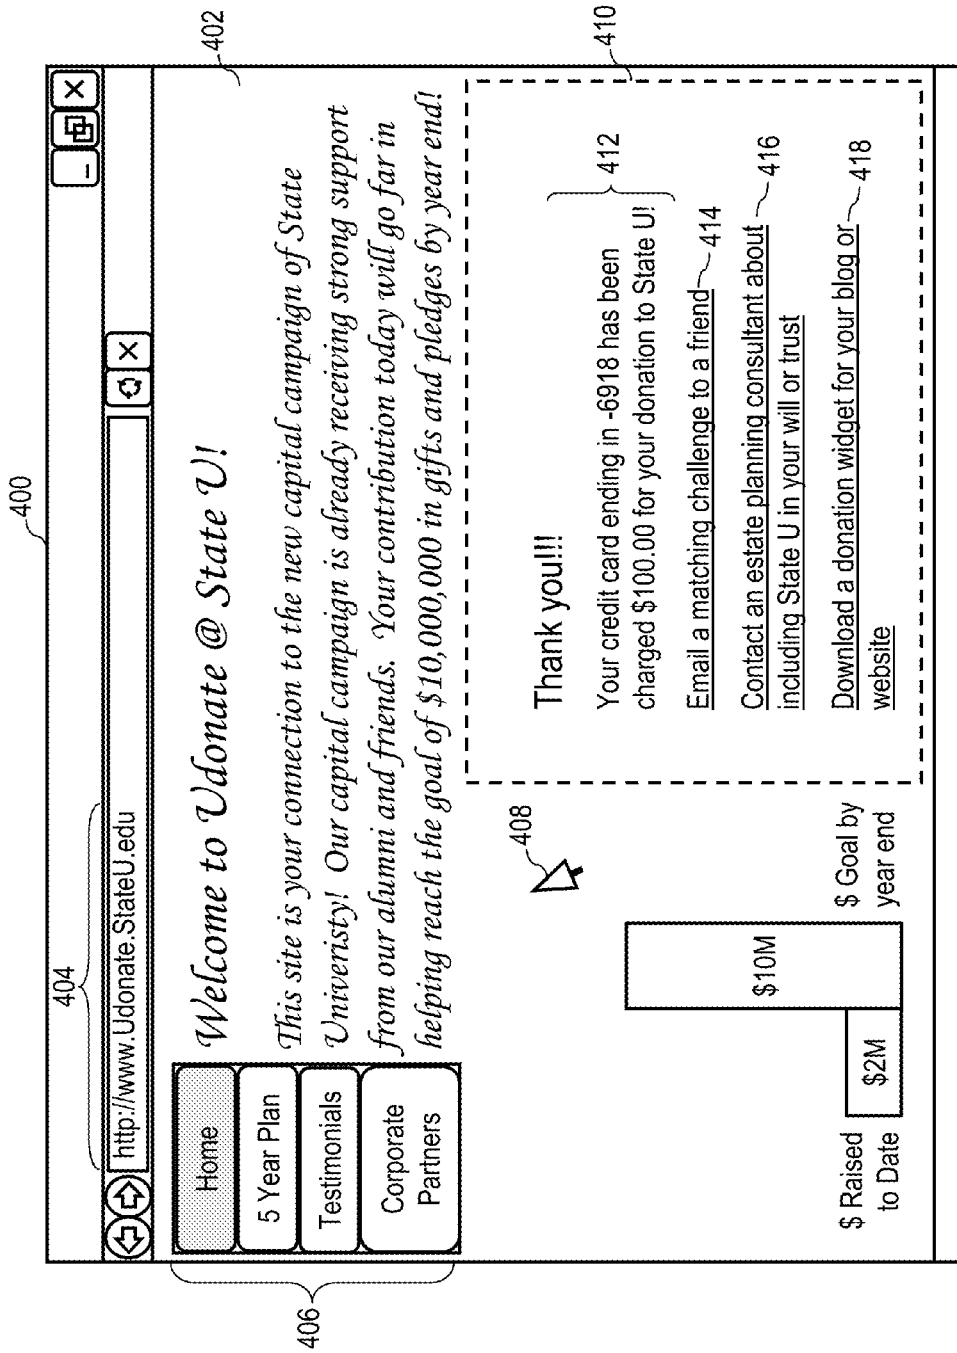 400
404
http://www.Udonate.StateU.edu
402
406
Home
5 Year Plan
Testimonials
Corporate
Partners
Welcome to Udonate @ State U!
This site is your connection to the new capital campaign of State
Univeristy! Our capital campaign is already receiving strong support
from our alumni and friends. Your contribution today will go far in
helping reach the goal of $10,000,000 in gifts and pledges by year end!
408
410
Thank you!!!
Your credit card ending in -6918 has been
charged $100.00 for your donation to State U!
412
Email a matching challenge to a friend 414
Contact an estate planning consultant about 416
including State U in your will or trust
Download a donation widget for your blog or 418
website
$ Raised
to Date
$2M
$10M
$ Goal by
year end